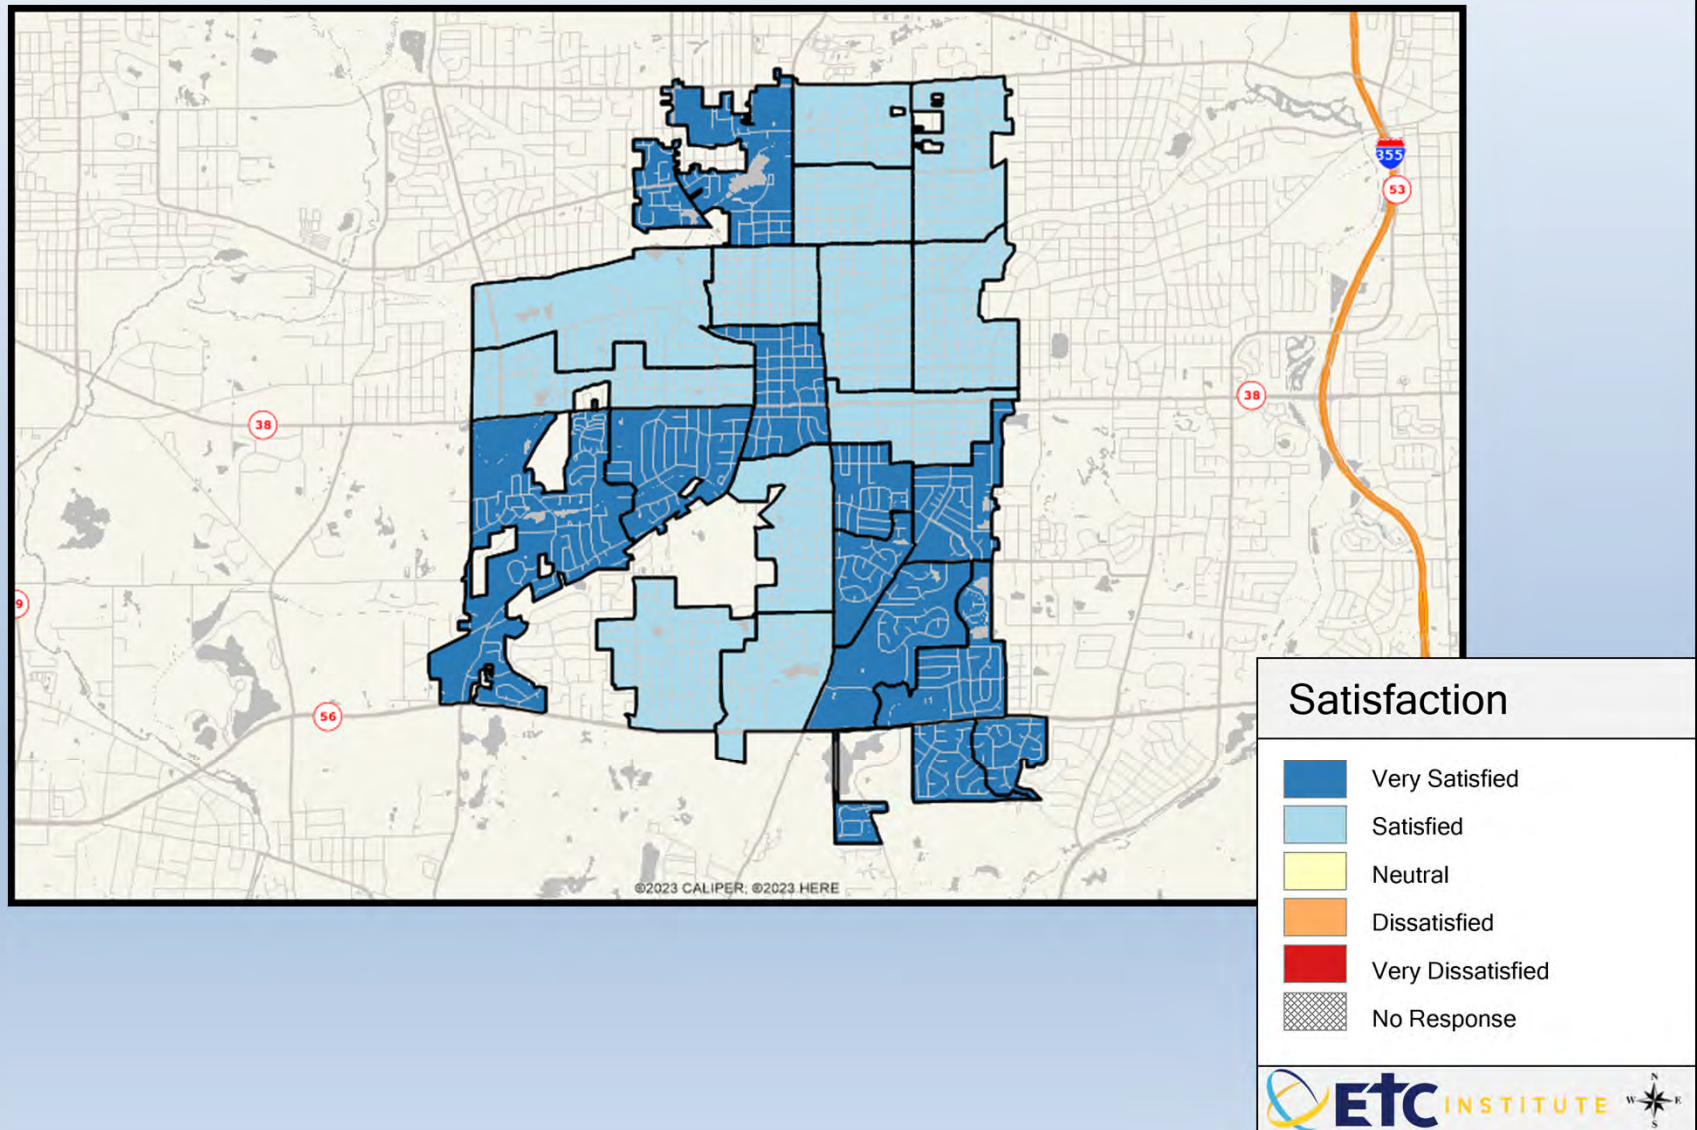 355
53
38
38
9
56
©2023 CALIPER; ©2023 HERE
Satisfaction
Very Satisfied
Satisfied
Neutral
Dissatisfied
Very Dissatisfied
No Response
ETC INSTITUTE
N
W E
S